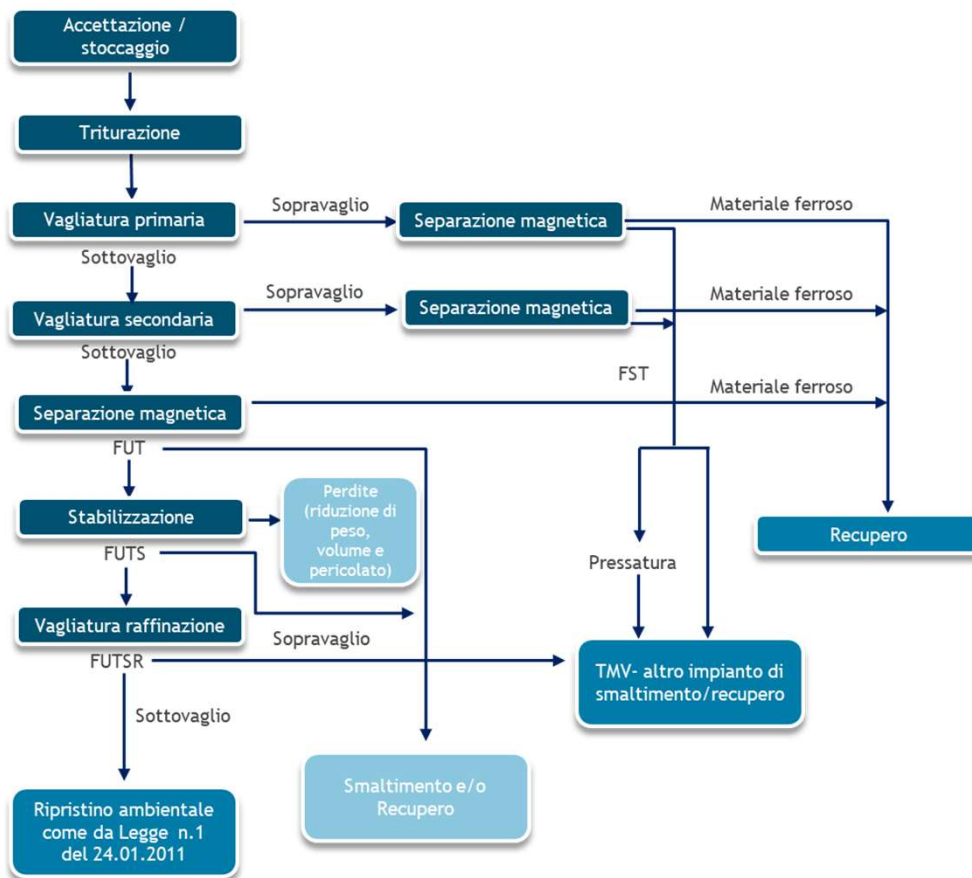 Accettazione /
stoccaggio
Triturazione
Vagliatura primaria
Sopravaglio
Separazione magnetica
Materiale ferroso
Sottovaglio
Vagliatura secondaria
Sopravaglio
Separazione magnetica
Materiale ferroso
Sottovaglio
FST
Separazione magnetica
Materiale ferroso
FUT
Stabilizzazione
Perdite
(riduzione di
peso,
volume e
pericolato)
Recupero
FUTS
Pressatura
Vagliatura raffinazione
Sopravaglio
FUTSR
TMV- altro impianto di
smaltimento/recupero
Sottovaglio
Smaltimento e/o
Recupero
Ripristino ambientale
come da Legge n.1
del 24.01.2011